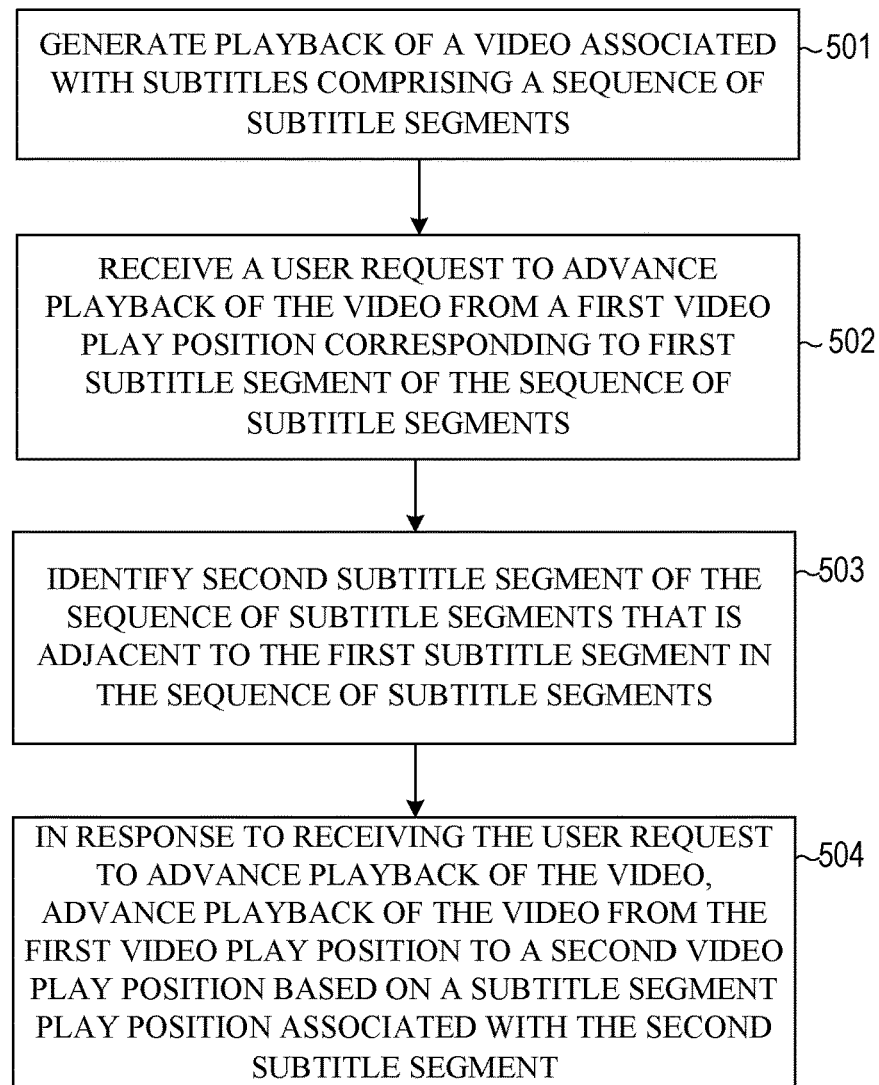 GENERATE PLAYBACK OF A VIDEO ASSOCIATED
WITH SUBTITLES COMPRISING A SEQUENCE OF
SUBTITLE SEGMENTS
501
RECEIVE A USER REQUEST TO ADVANCE
PLAYBACK OF THE VIDEO FROM A FIRST VIDEO
PLAY POSITION CORRESPONDING TO FIRST
SUBTITLE SEGMENT OF THE SEQUENCE OF
SUBTITLE SEGMENTS
502
IDENTIFY SECOND SUBTITLE SEGMENT OF THE
SEQUENCE OF SUBTITLE SEGMENTS THAT IS
ADJACENT TO THE FIRST SUBTITLE SEGMENT IN
THE SEQUENCE OF SUBTITLE SEGMENTS
503
IN RESPONSE TO RECEIVING THE USER REQUEST
TO ADVANCE PLAYBACK OF THE VIDEO,
ADVANCE PLAYBACK OF THE VIDEO FROM THE
FIRST VIDEO PLAY POSITION TO A SECOND VIDEO
PLAY POSITION BASED ON A SUBTITLE SEGMENT
PLAY POSITION ASSOCIATED WITH THE SECOND
SUBTITLE SEGMENT
504